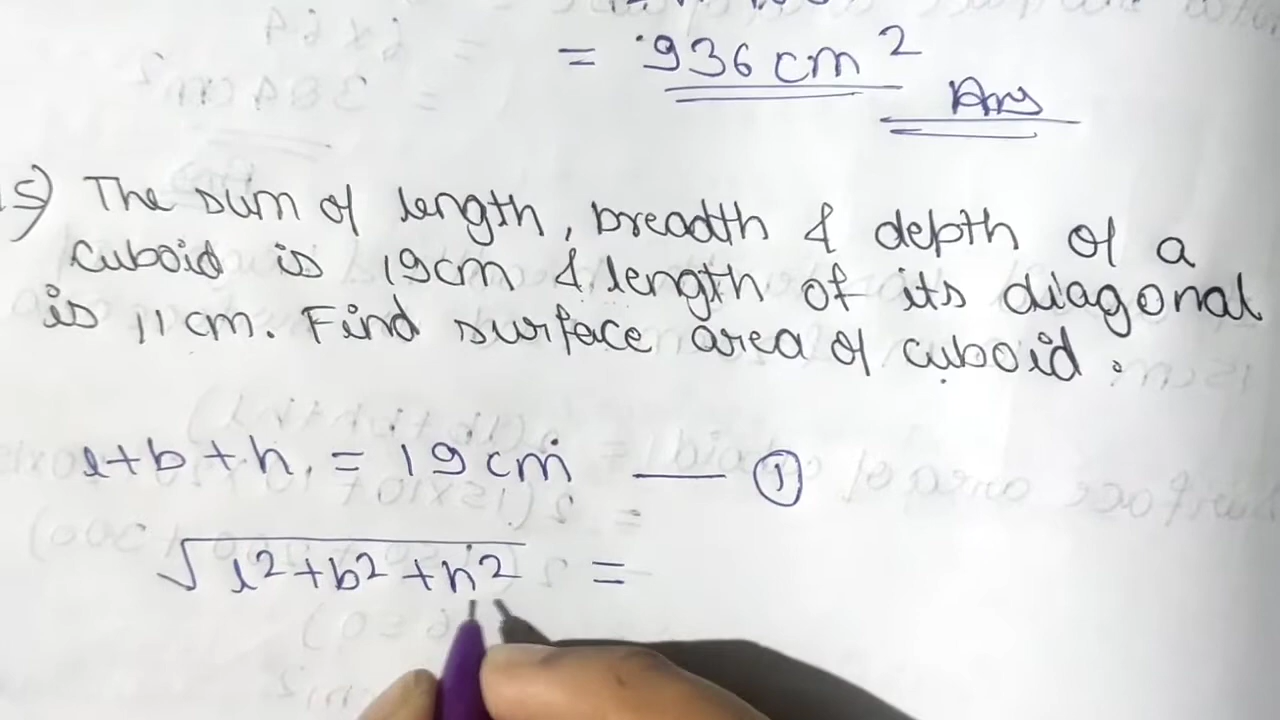 = 936 cm²
Ans
5) The sum of length, breadth & depth of a
cuboid is 19cm & length of its diagonal
is 11 cm. Find surface area of cuboid.
l+b+h = 19 cm — ①
√l²+b²+h² =